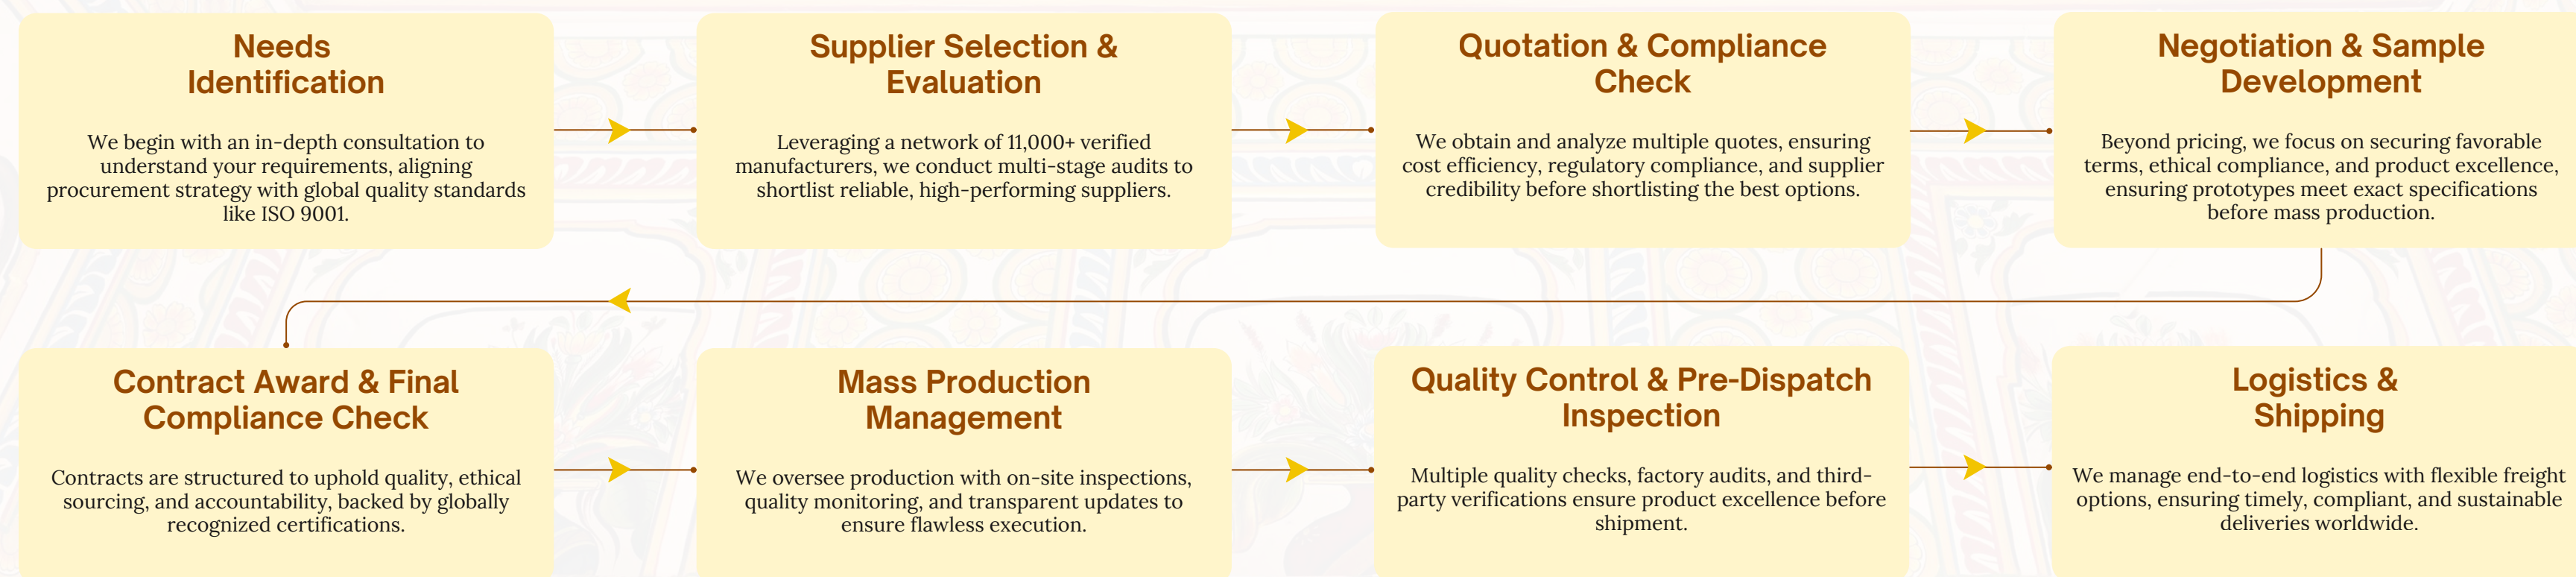 Needs
Identification
We begin with an in-depth consultation to
understand your requirements, aligning
procurement strategy with global quality standards
like ISO 9001.
Supplier Selection &
Evaluation
Leveraging a network of 11,000+ verified
manufacturers, we conduct multi-stage audits to
shortlist reliable, high-performing suppliers.
Quotation & Compliance
Check
We obtain and analyze multiple quotes, ensuring
cost efficiency, regulatory compliance, and supplier
credibility before shortlisting the best options.
Negotiation & Sample
Development
Beyond pricing, we focus on securing favorable
terms, ethical compliance, and product excellence,
ensuring prototypes meet exact specifications
before mass production.
Contract Award & Final
Compliance Check
Contracts are structured to uphold quality, ethical
sourcing, and accountability, backed by globally
recognized certifications.
Mass Production
Management
We oversee production with on-site inspections,
quality monitoring, and transparent updates to
ensure flawless execution.
Quality Control & Pre-Dispatch
Inspection
Multiple quality checks, factory audits, and third-
party verifications ensure product excellence before
shipment.
Logistics &
Shipping
We manage end-to-end logistics with flexible freight
options, ensuring timely, compliant, and sustainable
deliveries worldwide.